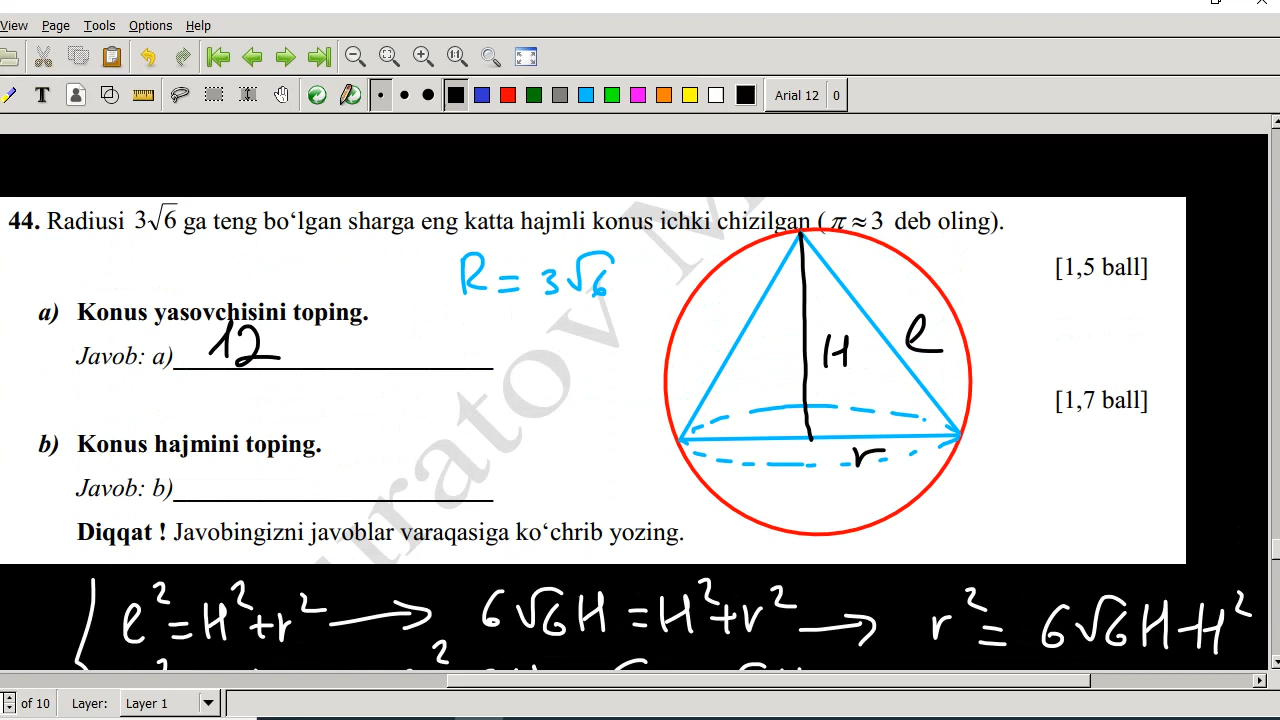 View Page Tools Options Help
Arial 12 0
44. Radiusi 3√6 ga teng bo‘lgan sharga eng katta hajmli konus ichki chizilgan ( π ≈ 3 deb oling).
R = 3√6
[1,5 ball]
a) Konus yasovchisini toping.
Javob: a) 12
H
e
[1,7 ball]
b) Konus hajmini toping.
r
Javob: b)
Diqqat ! Javobingizni javoblar varaqasiga ko‘chrib yozing.
e² = H² + r² → 6√6H = H² + r² → r² = 6√6H - H²
of 10 Layer: Layer 1